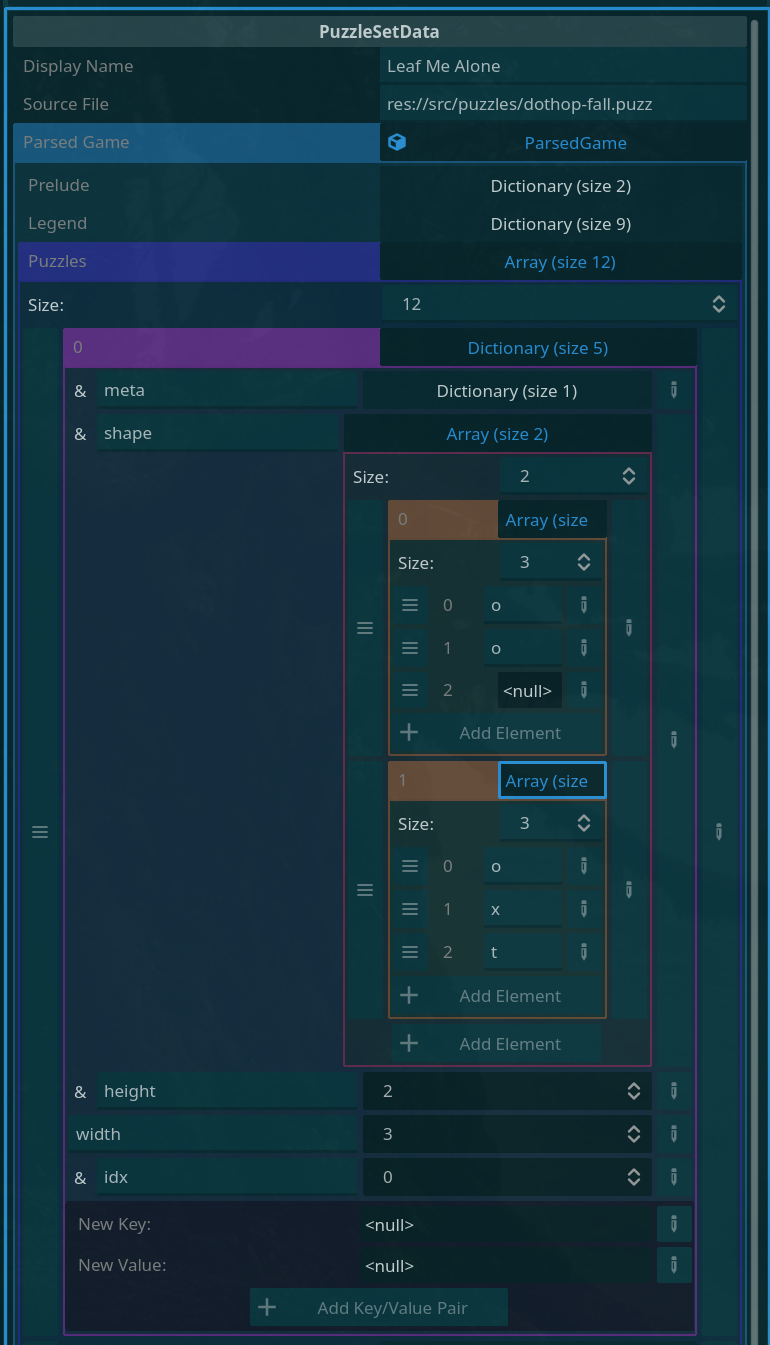 PuzzleSetData
Display Name Leaf Me Alone
Source File res://src/puzzles/dothop-fall.puzz
Parsed Game ParsedGame
Prelude Dictionary (size 2)
Legend Dictionary (size 9)
Puzzles Array (size 12)
Size: 12
0 Dictionary (size 5)
& meta Dictionary (size 1)
& shape Array (size 2)
Size: 2
0 Array (size
Size: 3
0 o
1 o
2 <null>
Add Element
1 Array (size
Size: 3
0 o
1 x
2 t
Add Element
Add Element
& height 2
width 3
& idx 0
New Key: <null>
New Value: <null>
Add Key/Value Pair